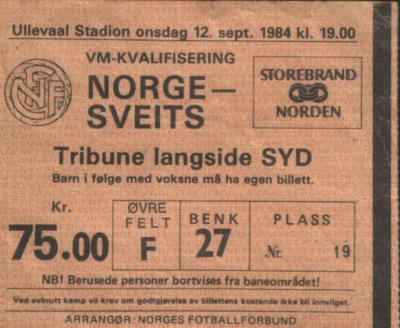 Ullevaal Stadion onsdag 12. sept. 1984 kl. 19.00
VM-KVALIFISERING
NORGE—
SVEITS
STOREBRAND
NORDEN
NFF
Tribune langside SYD
Barn i følge med voksne må ha egen billett.
Kr.
75.00
ØVRE
FELT
F
BENK
27
PLASS
Nr. 19
NB! Berusede personer bortvises fra baneområdet!
Ved avbrutt kamp vil krav om godtgjørelse av billettens kostende ikke bli innvilget.
ARRANGØR: NORGES FOTBALLFORBUND